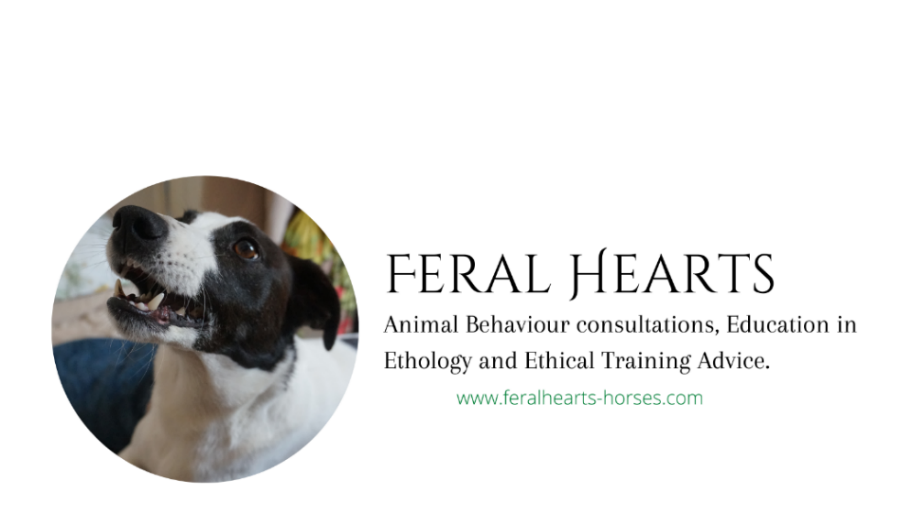 Feral Hearts
Animal Behaviour consultations, Education in
Ethology and Ethical Training Advice.
www.feralhearts-horses.com